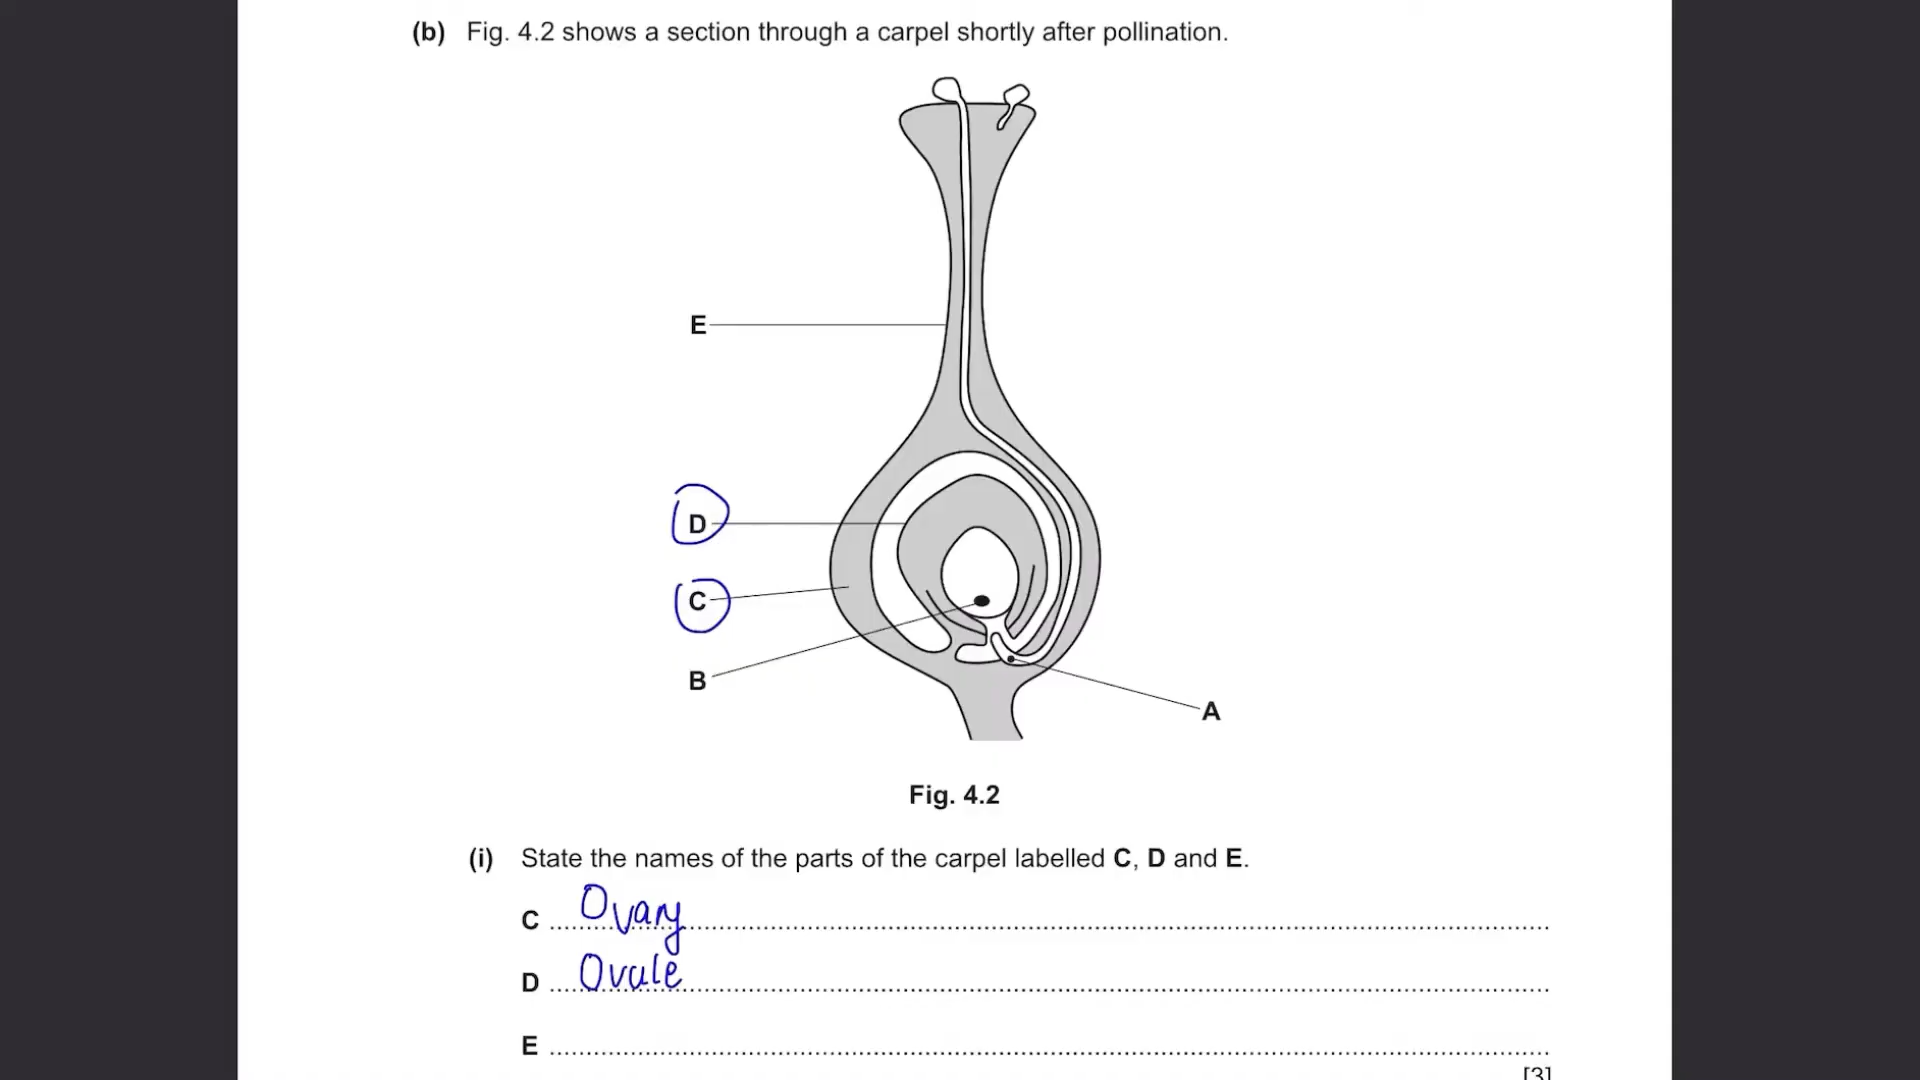 (b) Fig. 4.2 shows a section through a carpel shortly after pollination.
E
D
C
B
A
Fig. 4.2
(i) State the names of the parts of the carpel labelled C, D and E.
C Ovary
D Ovule
E
[3]